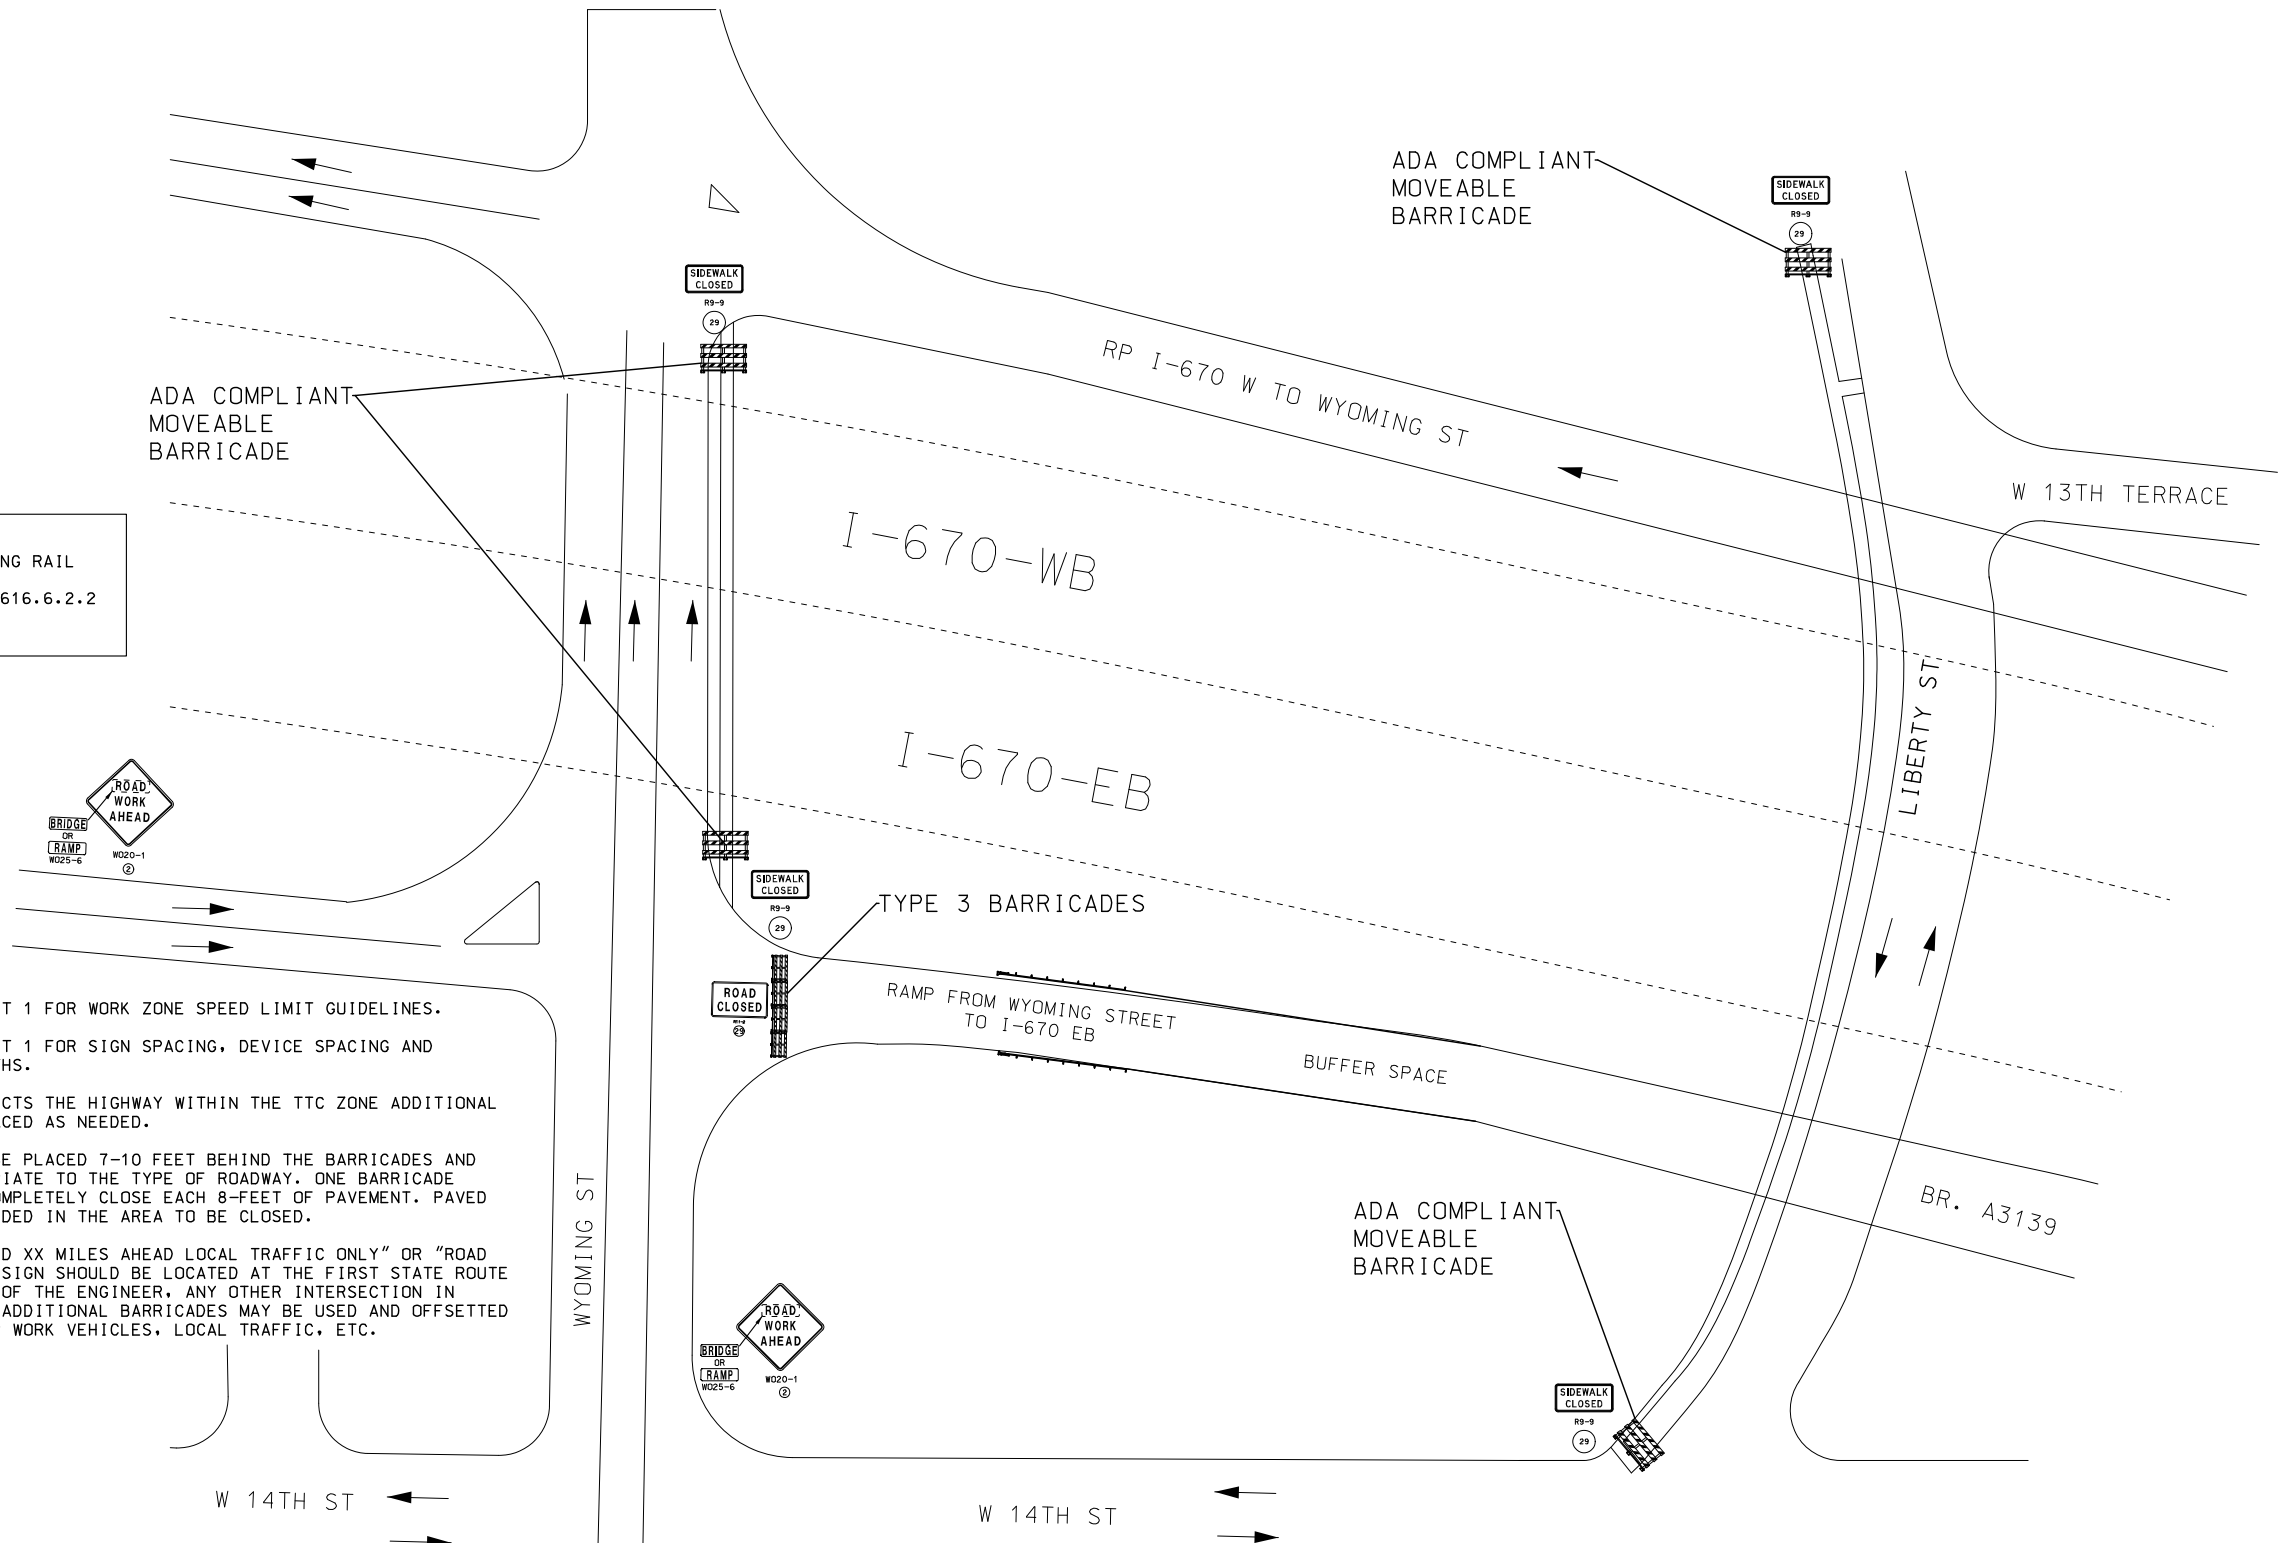 ADA COMPLIANT
MOVEABLE
BARRICADE
SIDEWALK
CLOSED
R9-9
29
SIDEWALK
CLOSED
R9-9
29
RP I-670 W TO WYOMING ST
ADA COMPLIANT
MOVEABLE
BARRICADE
W 13TH TERRACE
I-670-WB
NG RAIL
616.6.2.2
LIBERTY ST
I-670-EB
ROAD
WORK
AHEAD
BRIDGE
OR
RAMP
WO25-6
WO20-1
2
SIDEWALK
CLOSED
R9-9
29
TYPE 3 BARRICADES
ROAD
CLOSED
29
RAMP FROM WYOMING STREET
TO I-670 EB
BUFFER SPACE
T 1 FOR WORK ZONE SPEED LIMIT GUIDELINES.
T 1 FOR SIGN SPACING, DEVICE SPACING AND
HS.
CTS THE HIGHWAY WITHIN THE TTC ZONE ADDITIONAL
CED AS NEEDED.
E PLACED 7-10 FEET BEHIND THE BARRICADES AND
IATE TO THE TYPE OF ROADWAY. ONE BARRICADE
OMPLETELY CLOSE EACH 8-FEET OF PAVEMENT. PAVED
DED IN THE AREA TO BE CLOSED.
D XX MILES AHEAD LOCAL TRAFFIC ONLY" OR "ROAD
SIGN SHOULD BE LOCATED AT THE FIRST STATE ROUTE
OF THE ENGINEER, ANY OTHER INTERSECTION IN
ADDITIONAL BARRICADES MAY BE USED AND OFFSETTED
WORK VEHICLES, LOCAL TRAFFIC, ETC.
WYOMING ST
BR. A3139
ADA COMPLIANT
MOVEABLE
BARRICADE
ROAD
WORK
AHEAD
BRIDGE
OR
RAMP
WO25-6
WO20-1
2
SIDEWALK
CLOSED
R9-9
29
W 14TH ST
W 14TH ST